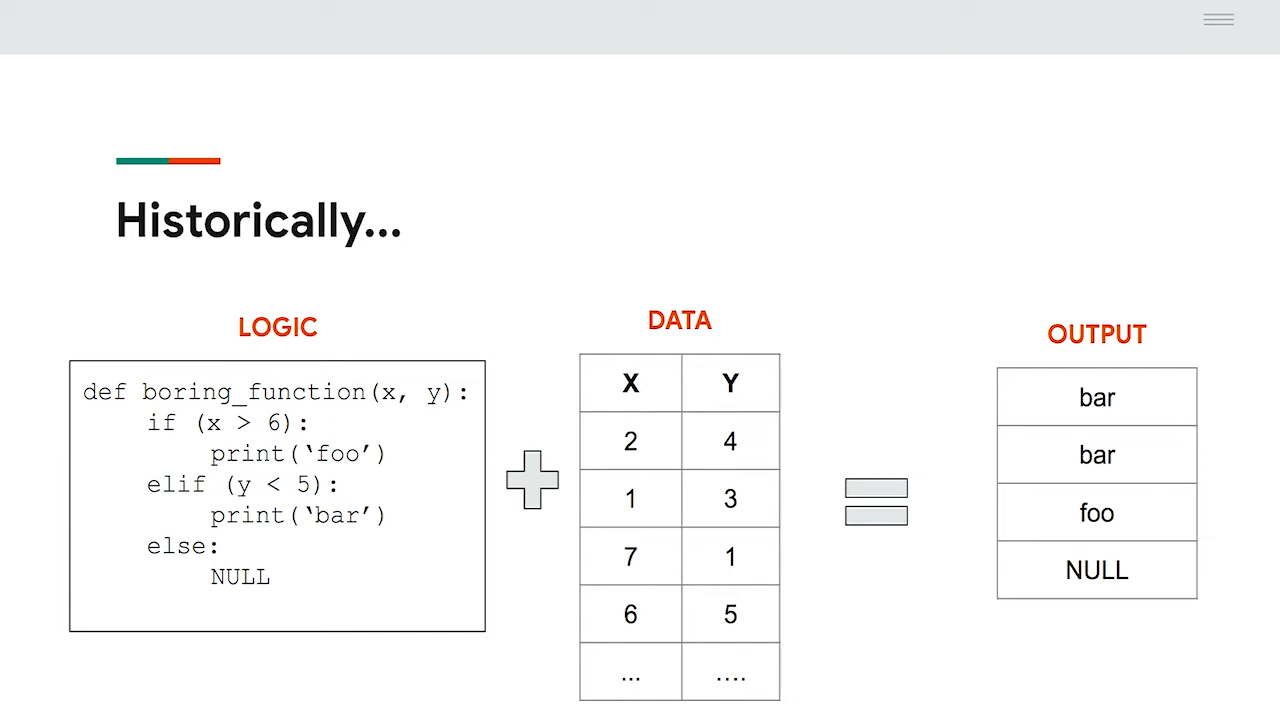 Historically...
LOGIC
def boring_function(x, y):
    if (x > 6):
        print(‘foo’)
    elif (y < 5):
        print(‘bar’)
    else:
        NULL
DATA
X Y
2 4
1 3
7 1
6 5
... ....
OUTPUT
bar
bar
foo
NULL